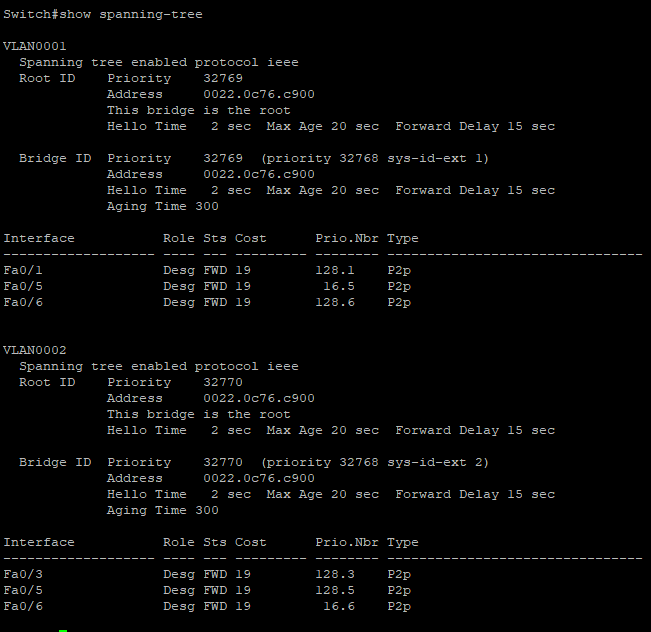 Switch#show spanning-tree

VLAN0001
  Spanning tree enabled protocol ieee
  Root ID    Priority    32769
             Address     0022.0c76.c900
             This bridge is the root
             Hello Time   2 sec  Max Age 20 sec  Forward Delay 15 sec

  Bridge ID  Priority    32769  (priority 32768 sys-id-ext 1)
             Address     0022.0c76.c900
             Hello Time   2 sec  Max Age 20 sec  Forward Delay 15 sec
             Aging Time 300

Interface           Role Sts Cost      Prio.Nbr Type
------------------- ---- --- --------- -------- --------------------------------
Fa0/1               Desg FWD 19        128.1    P2p
Fa0/5               Desg FWD 19         16.5    P2p
Fa0/6               Desg FWD 19        128.6    P2p

VLAN0002
  Spanning tree enabled protocol ieee
  Root ID    Priority    32770
             Address     0022.0c76.c900
             This bridge is the root
             Hello Time   2 sec  Max Age 20 sec  Forward Delay 15 sec

  Bridge ID  Priority    32770  (priority 32768 sys-id-ext 2)
             Address     0022.0c76.c900
             Hello Time   2 sec  Max Age 20 sec  Forward Delay 15 sec
             Aging Time 300

Interface           Role Sts Cost      Prio.Nbr Type
------------------- ---- --- --------- -------- --------------------------------
Fa0/3               Desg FWD 19        128.3    P2p
Fa0/5               Desg FWD 19        128.5    P2p
Fa0/6               Desg FWD 19         16.6    P2p